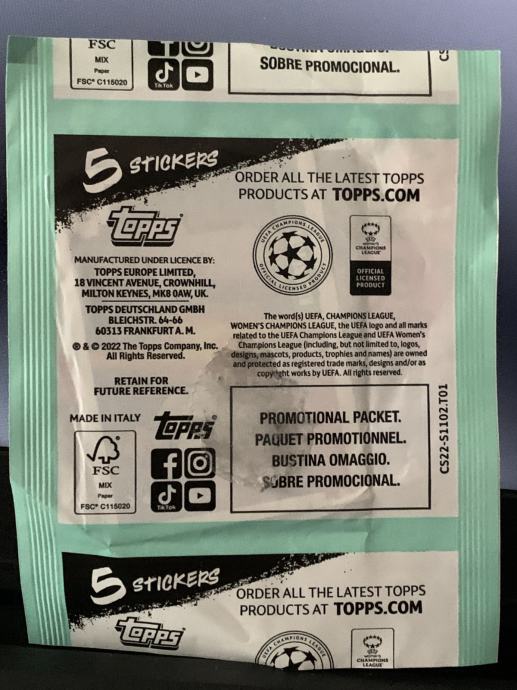 FSC
MIX
Paper
FSC® C115020
TikTok
SOBRE PROMOCIONAL.
5 STICKERS
ORDER ALL THE LATEST TOPPS
PRODUCTS AT TOPPS.COM
Topps
MANUFACTURED UNDER LICENCE BY:
TOPPS EUROPE LIMITED,
18 VINCENT AVENUE, CROWNHILL,
MILTON KEYNES, MK8 0AW, UK.
TOPPS DEUTSCHLAND GMBH
BLEICHSTR. 64-66
60313 FRANKFURT A. M.
® & © 2022 The Topps Company, Inc.
All Rights Reserved.
RETAIN FOR
FUTURE REFERENCE.
UEFA CHAMPIONS LEAGUE
OFFICIAL LICENSED PRODUCT
WOMEN'S
CHAMPIONS
LEAGUE
OFFICIAL
LICENSED
PRODUCT
The word(s) UEFA, CHAMPIONS LEAGUE,
WOMEN'S CHAMPIONS LEAGUE, the UEFA logo and all marks
related to the UEFA Champions League and UEFA Women's
Champions League (including, but not limited to, logos,
designs, mascots, products, trophies and names) are owned
and protected as registered trade marks, designs and/or as
copyright works by UEFA. All rights reserved.
MADE IN ITALY
Topps
FSC
MIX
Paper
FSC® C115020
TikTok
PROMOTIONAL PACKET.
PAQUET PROMOTIONNEL.
BUSTINA OMAGGIO.
SOBRE PROMOCIONAL.
CS22-S1102.T01
5 STICKERS
ORDER ALL THE LATEST TOPPS
PRODUCTS AT TOPPS.COM
Topps
CHAMPIONS LEAGUE
WOMEN'S
CHAMPIONS
LEAGUE